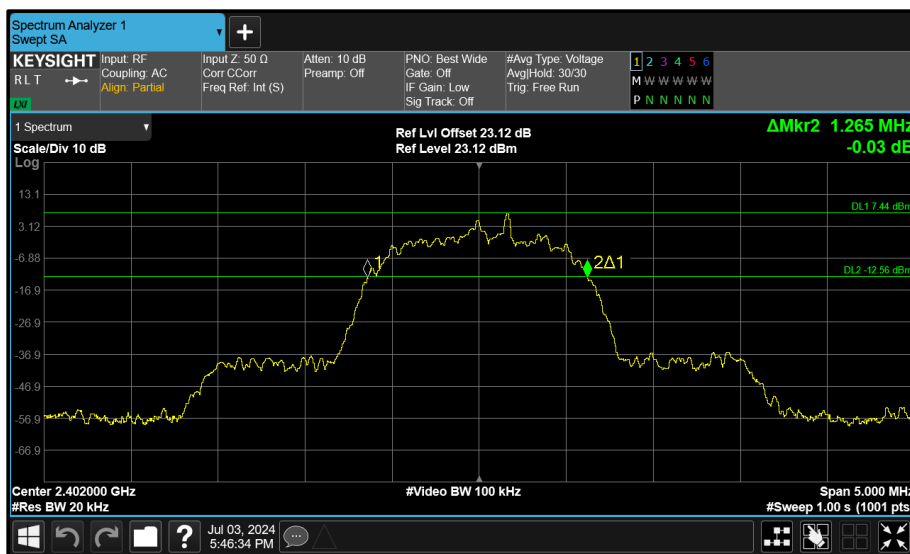 Spectrum Analyzer 1
Swept SA
KEYSIGHT
R L T
LXI
Input: RF
Coupling: AC
Align: Partial
Input Z: 50 Ω
Corr CCorr
Freq Ref: Int (S)
Atten: 10 dB
Preamp: Off
PNO: Best Wide
Gate: Off
IF Gain: Low
Sig Track: Off
#Avg Type: Voltage
Avg|Hold: 30/30
Trig: Free Run
1 2 3 4 5 6
M W W W W W
P N N N N N
1 Spectrum
Scale/Div 10 dB
Ref Lvl Offset 23.12 dB
Ref Level 23.12 dBm
ΔMkr2 1.265 MHz
-0.03 dB
Log
13.1
DL1 7.44 dBm
3.12
-6.88
1
2Δ1
DL2 -12.56 dBm
-16.9
-26.9
-36.9
-46.9
-56.9
-66.9
Center 2.402000 GHz
#Video BW 100 kHz
Span 5.000 MHz
#Res BW 20 kHz
#Sweep 1.00 s (1001 pts
?
Jul 03, 2024
5:46:34 PM